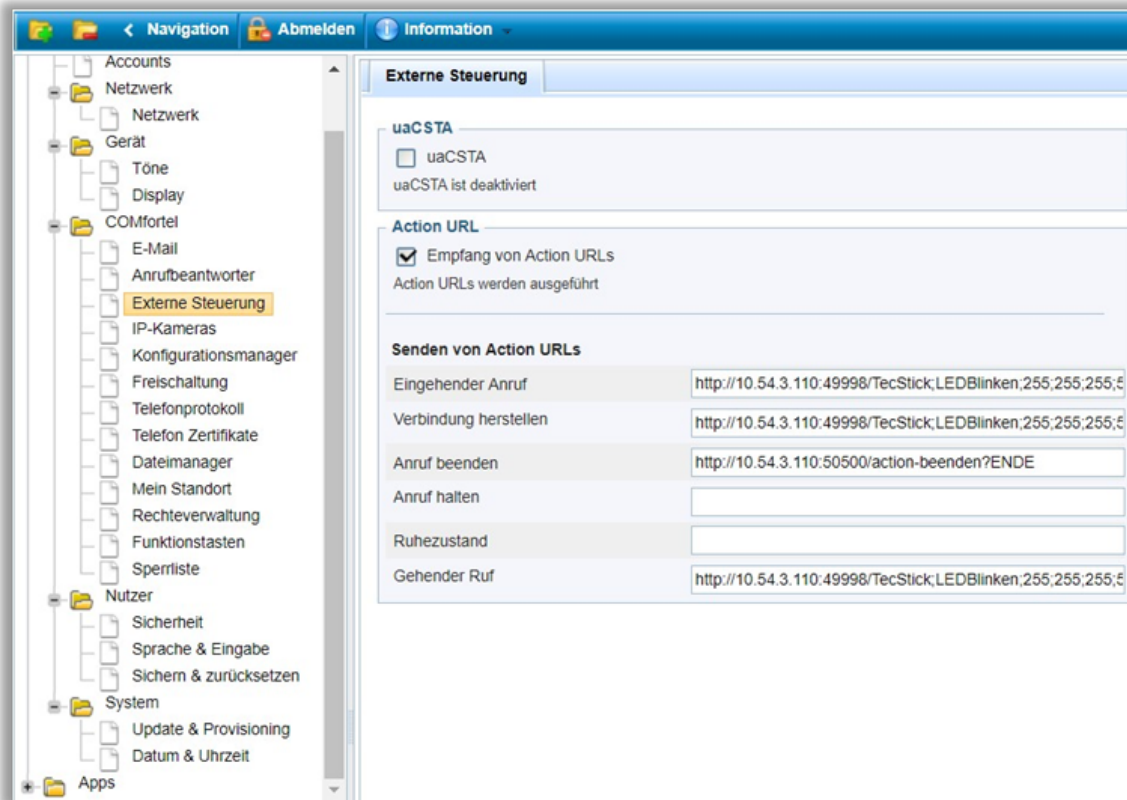 Navigation Abmelden Information
Accounts
Netzwerk
Netzwerk
Gerät
Töne
Display
COMfortel
E-Mail
Anrufbeantworter
Externe Steuerung
IP-Kameras
Konfigurationsmanager
Freischaltung
Telefonprotokoll
Telefon Zertifikate
Dateimanager
Mein Standort
Rechteverwaltung
Funktionstasten
Sperrliste
Nutzer
Sicherheit
Sprache & Eingabe
Sichern & zurücksetzen
System
Update & Provisioning
Datum & Uhrzeit
Apps
Externe Steuerung
uaCSTA
uaCSTA
uaCSTA ist deaktiviert
Action URL
Empfang von Action URLs
Action URLs werden ausgeführt
Senden von Action URLs
Eingehender Anruf http://10.54.3.110:49998/TecStick;LEDBlinken;255;255;255;5
Verbindung herstellen http://10.54.3.110:49998/TecStick;LEDBlinken;255;255;255;5
Anruf beenden http://10.54.3.110:50500/action-beenden?ENDE
Anruf halten
Ruhezustand
Gehender Ruf http://10.54.3.110:49998/TecStick;LEDBlinken;255;255;255;5